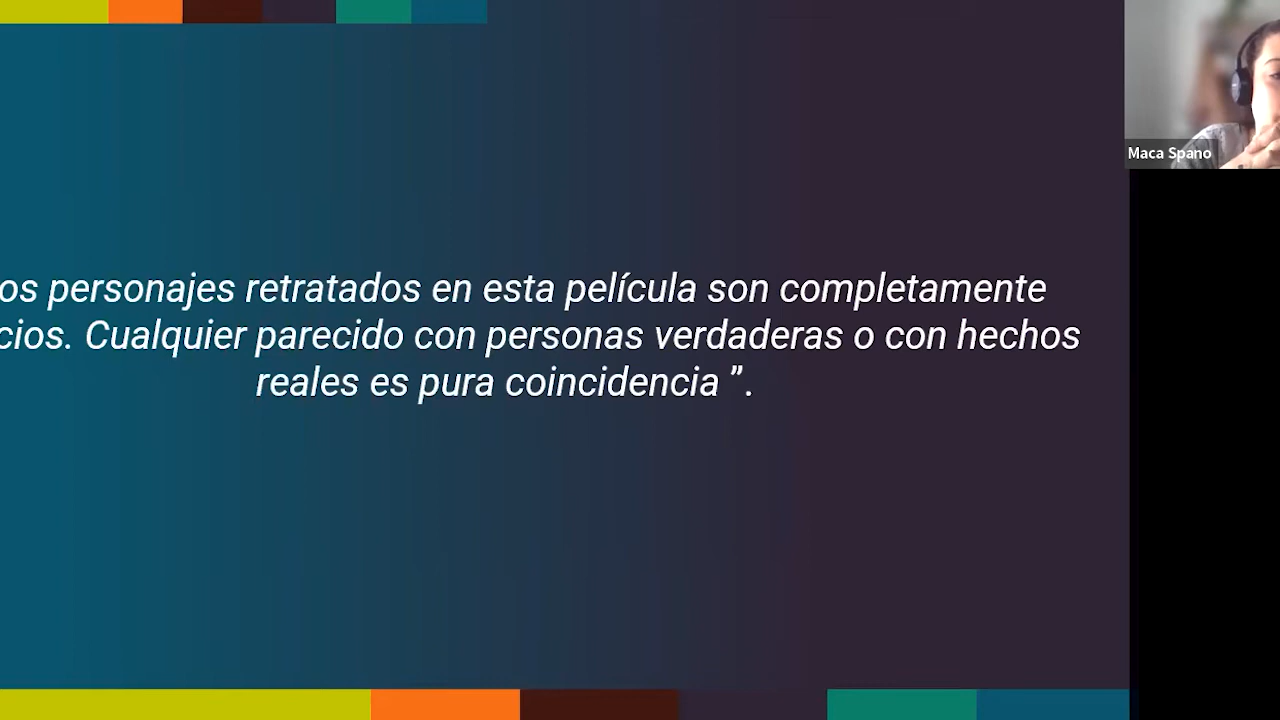 os personajes retratados en esta película son completamente
cios. Cualquier parecido con personas verdaderas o con hechos
reales es pura coincidencia ”.
Maca Spano